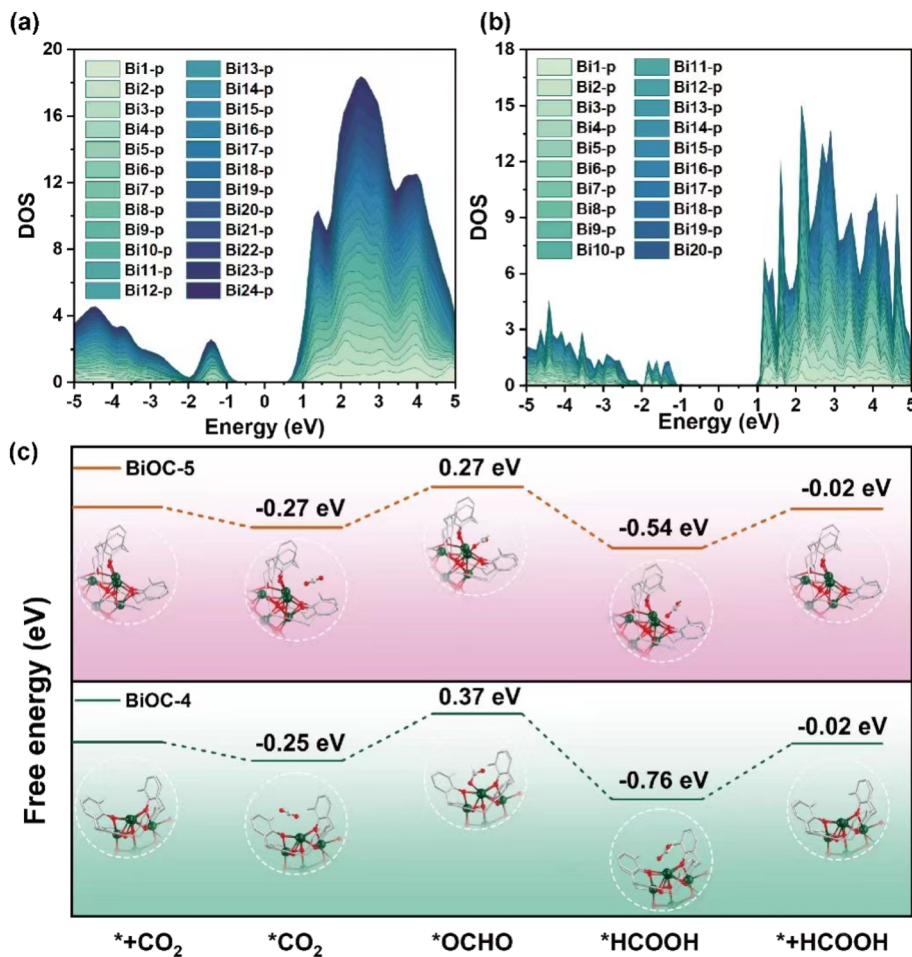 (a)
20
16
12
8
4
0
DOS
Bi1-p
Bi2-p
Bi3-p
Bi4-p
Bi5-p
Bi6-p
Bi7-p
Bi8-p
Bi9-p
Bi10-p
Bi11-p
Bi12-p
Bi13-p
Bi14-p
Bi15-p
Bi16-p
Bi17-p
Bi18-p
Bi19-p
Bi20-p
Bi21-p
Bi22-p
Bi23-p
Bi24-p
-5 -4 -3 -2 -1 0 1 2 3 4 5
Energy (eV)
(b)
18
15
12
9
6
3
0
DOS
Bi1-p
Bi2-p
Bi3-p
Bi4-p
Bi5-p
Bi6-p
Bi7-p
Bi8-p
Bi9-p
Bi10-p
Bi11-p
Bi12-p
Bi13-p
Bi14-p
Bi15-p
Bi16-p
Bi17-p
Bi18-p
Bi19-p
Bi20-p
-5 -4 -3 -2 -1 0 1 2 3 4 5
Energy (eV)
(c)
Free energy (eV)
BiOC-5
-0.27 eV
0.27 eV
-0.54 eV
-0.02 eV
BiOC-4
-0.25 eV
0.37 eV
-0.76 eV
-0.02 eV
*+CO₂ *CO₂ *OCHO *HCOOH *+HCOOH